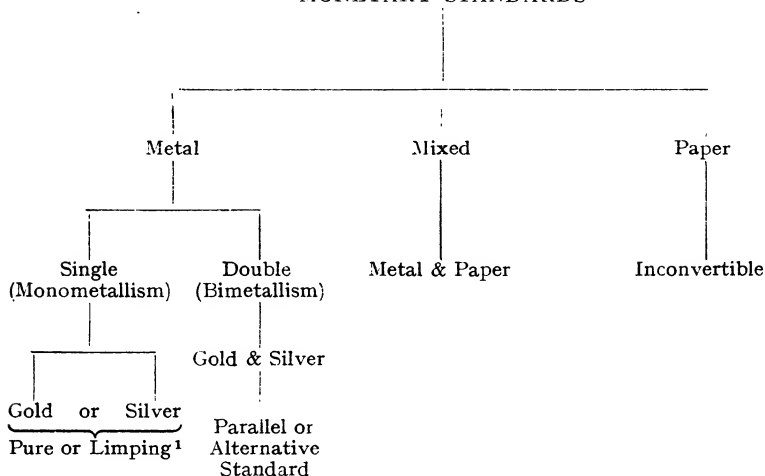 MONETARY STANDARDS
Metal Mixed Paper
Single Double Metal & Paper Inconvertible
(Monometallism) (Bimetallism)
Gold & Silver
Gold or Silver
Pure or Limping¹
Parallel or
Alternative
Standard